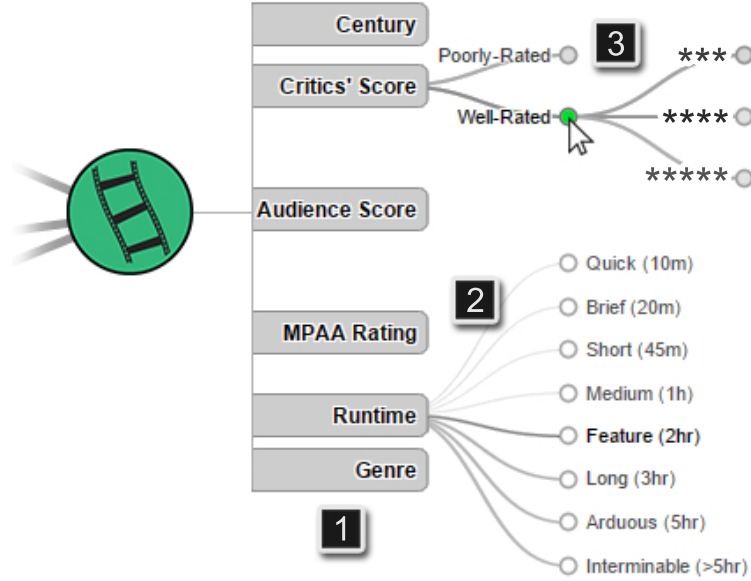 Century
Critics' Score
Poorly-Rated
3
***
Well-Rated
****
*****
Audience Score
MPAA Rating
Runtime
Genre
1
2
Quick (10m)
Brief (20m)
Short (45m)
Medium (1h)
Feature (2hr)
Long (3hr)
Arduous (5hr)
Interminable (>5hr)